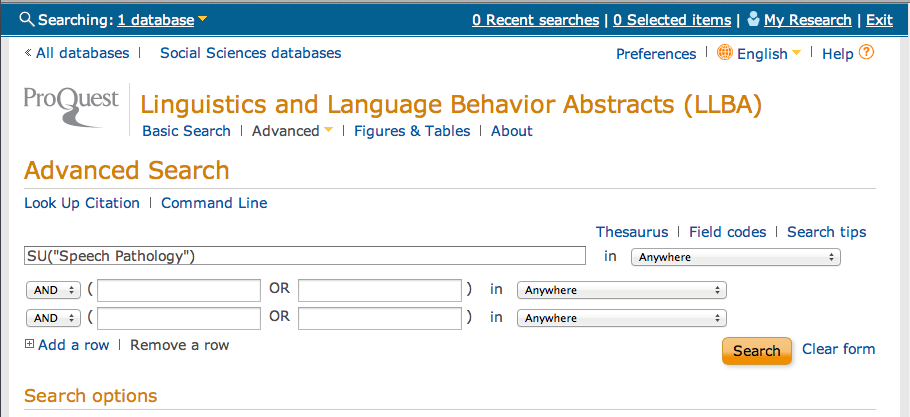 Searching: 1 database 0 Recent searches | 0 Selected items | My Research | Exit
« All databases | Social Sciences databases Preferences | English | Help ?
ProQuest
Linguistics and Language Behavior Abstracts (LLBA)
Basic Search | Advanced | Figures & Tables | About
Advanced Search
Look Up Citation | Command Line
Thesaurus | Field codes | Search tips
SU("Speech Pathology") in Anywhere
AND ( OR ) in Anywhere
AND ( OR ) in Anywhere
Add a row | Remove a row Search Clear form
Search options